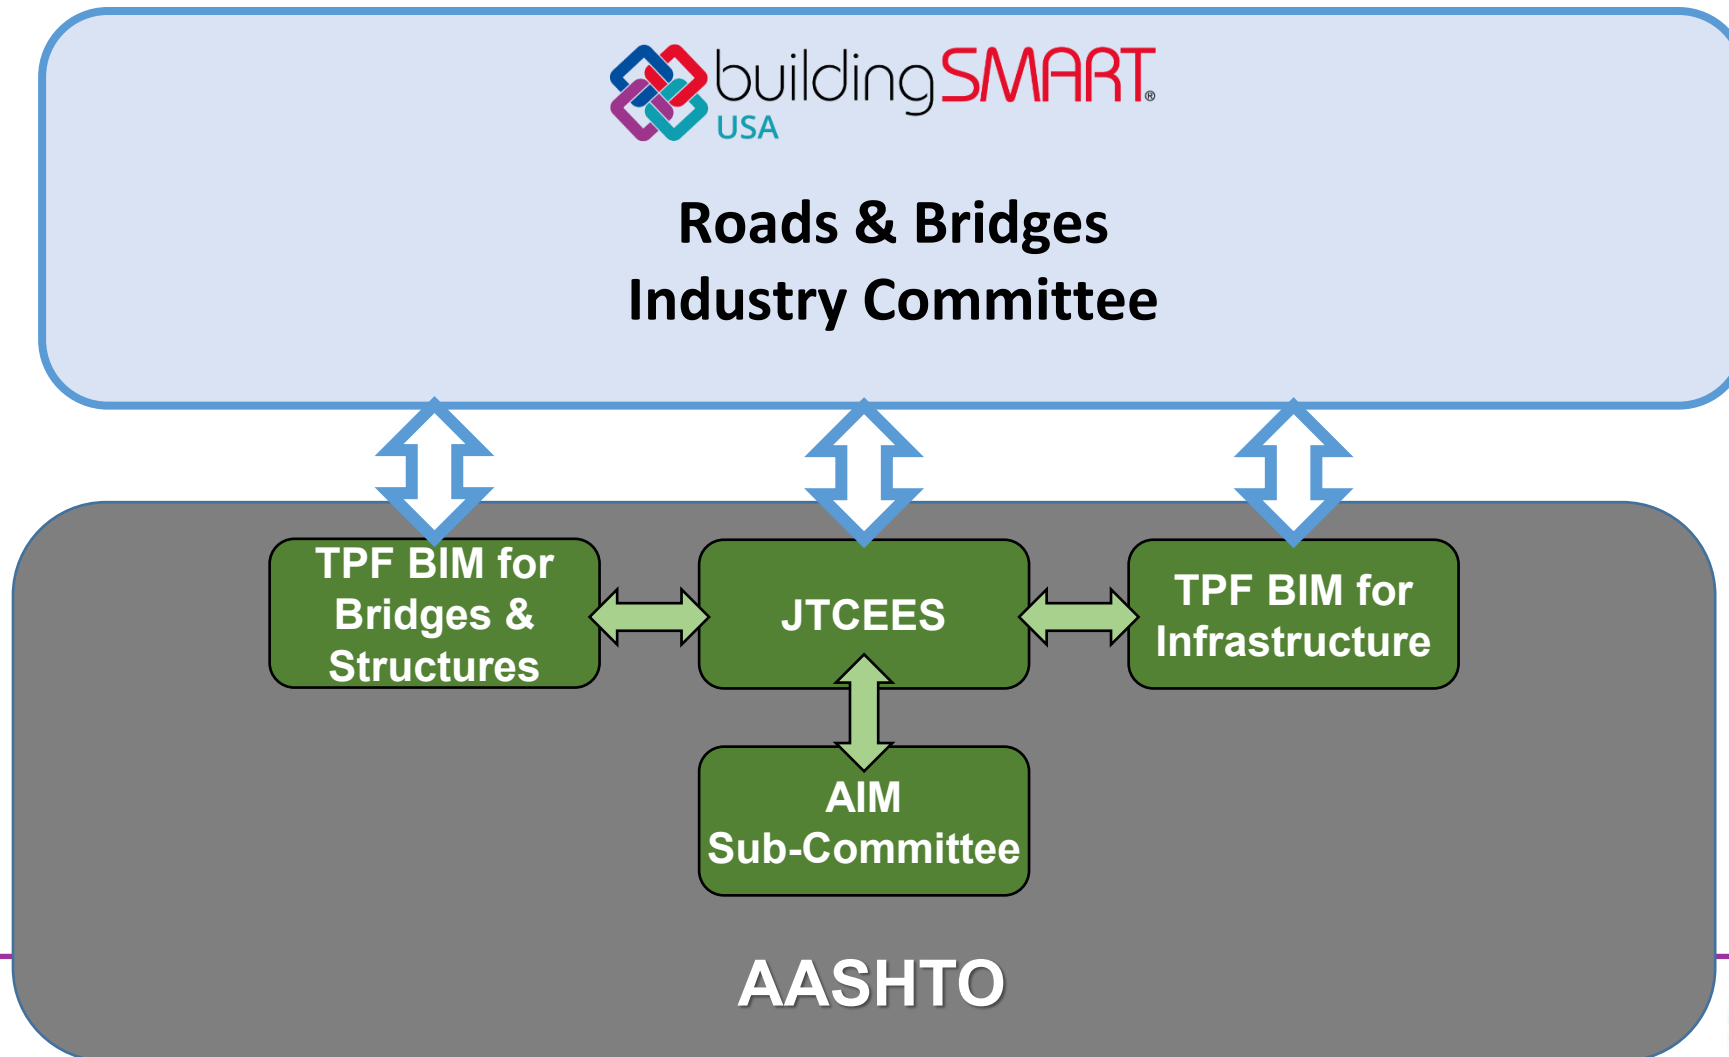 buildingSMART®
USA
Roads & Bridges
Industry Committee
TPF BIM for
Bridges &
Structures
JTCEES
TPF BIM for
Infrastructure
AIM
Sub-Committee
AASHTO